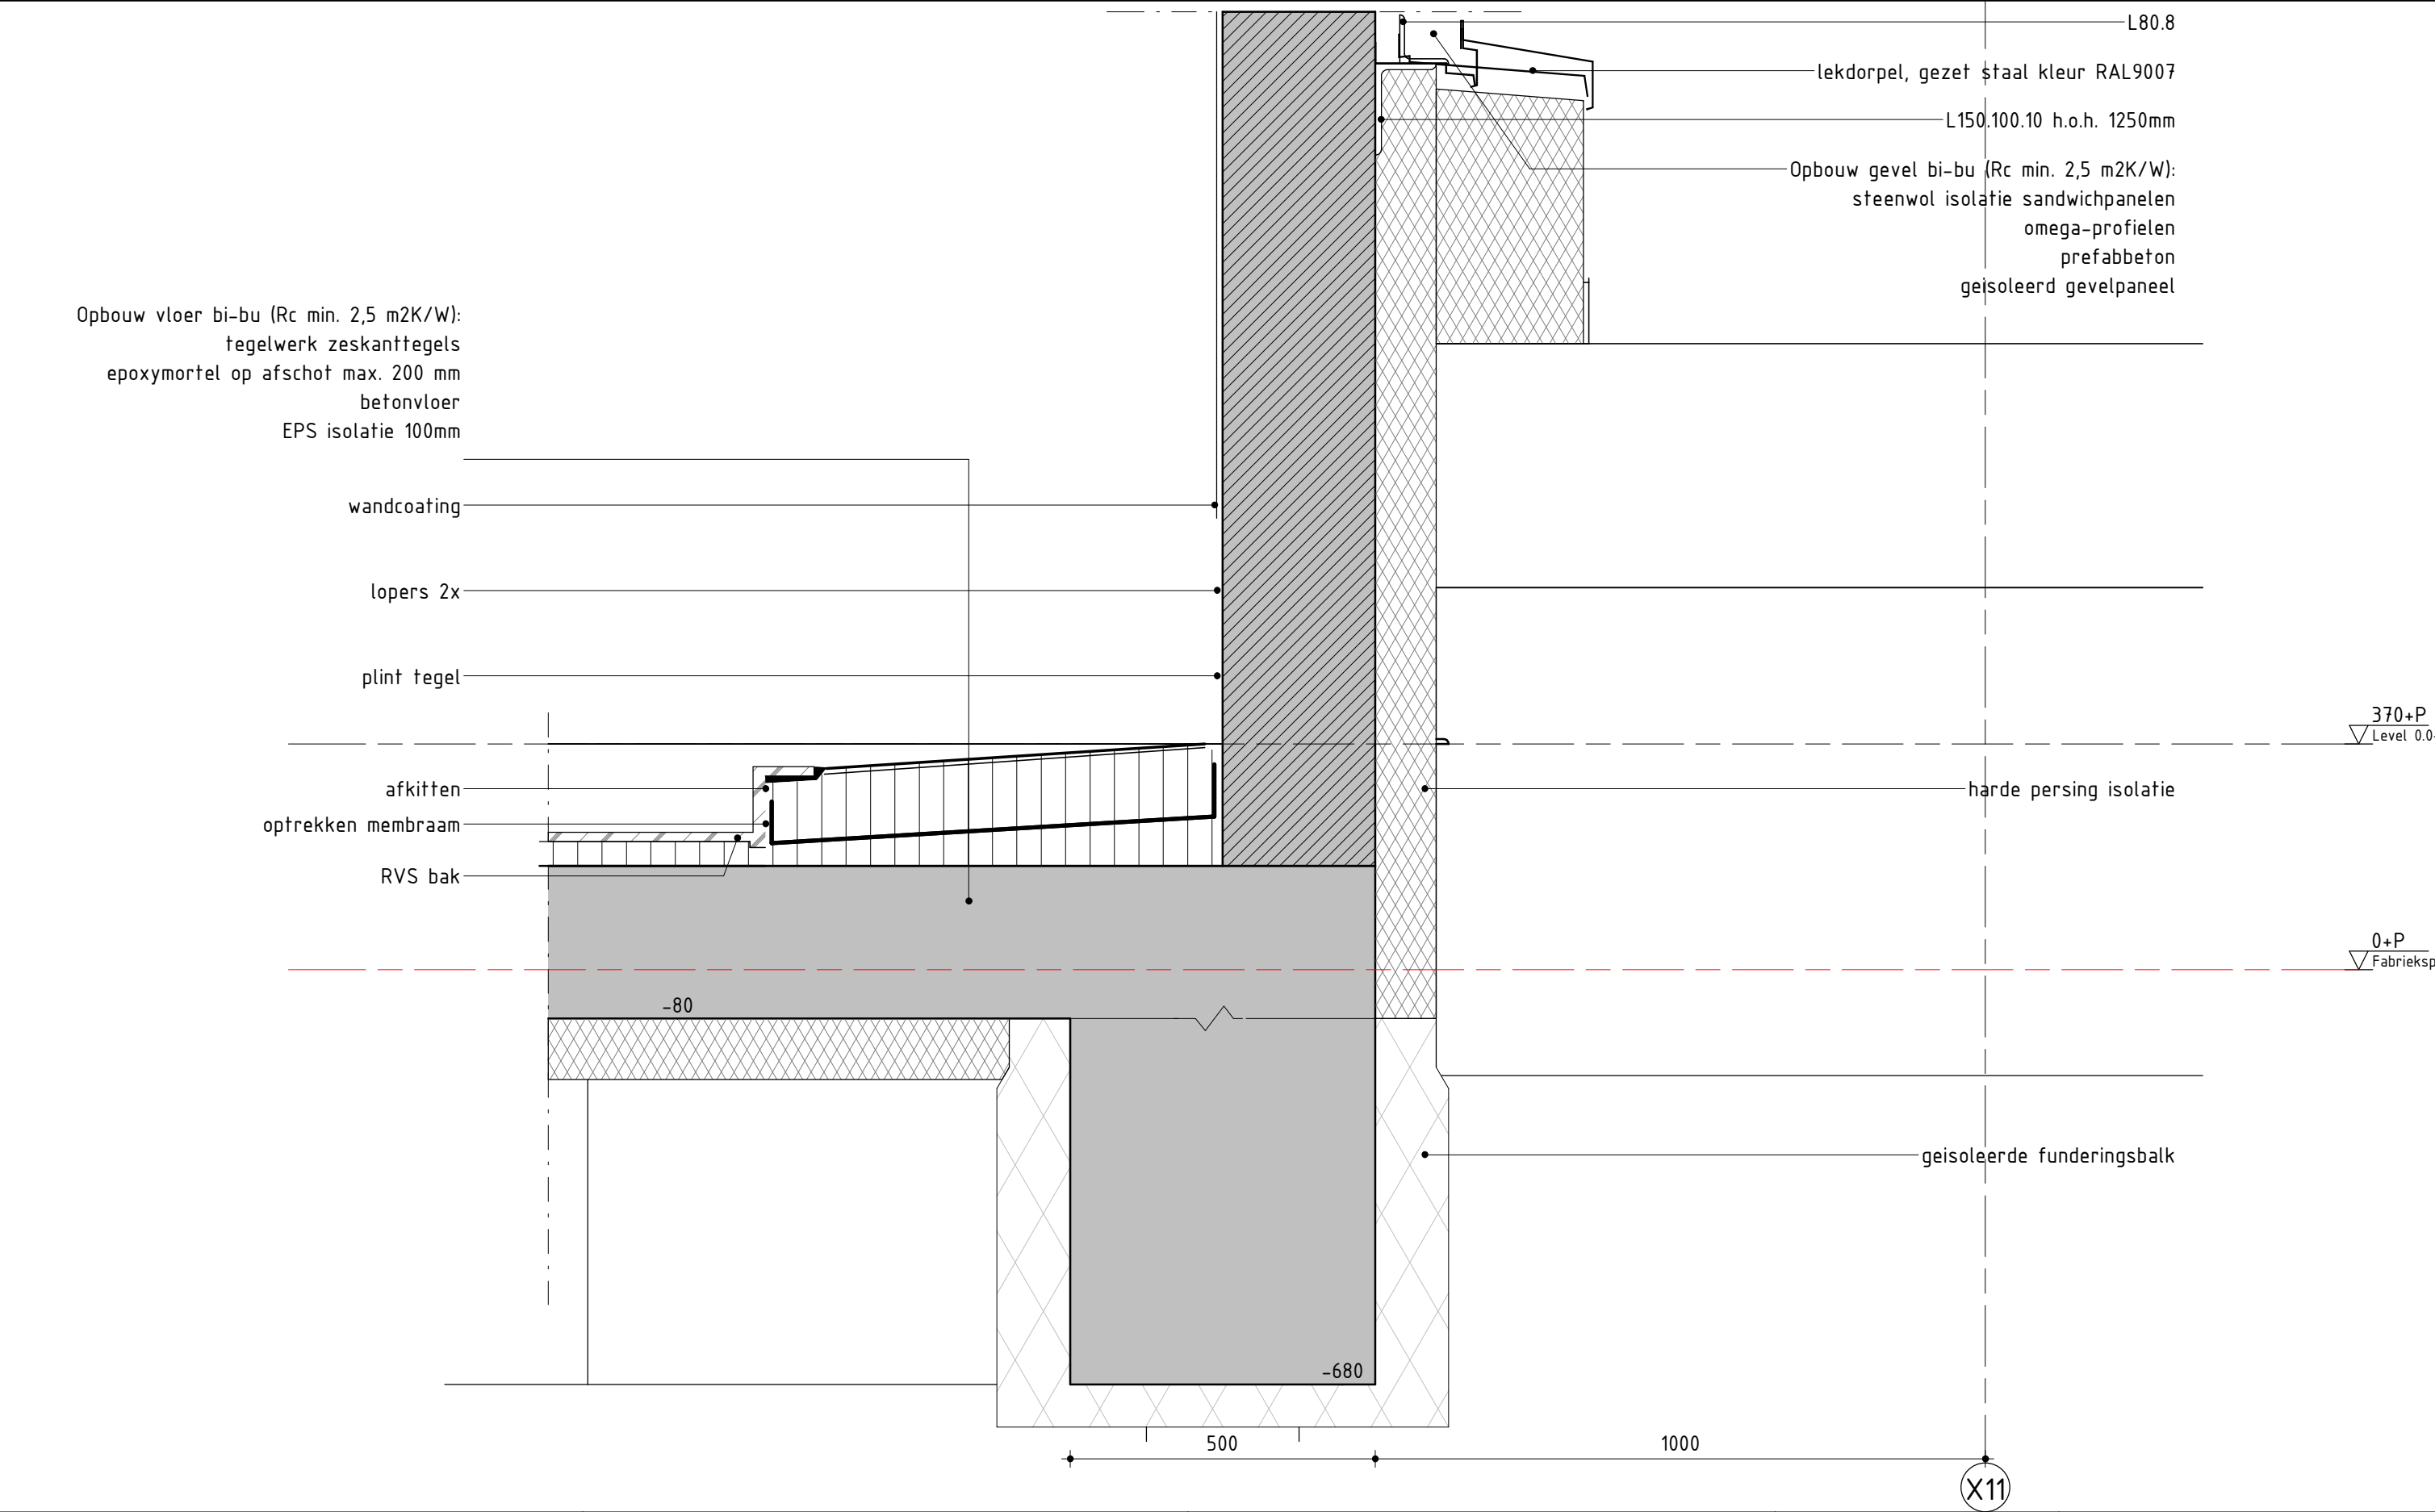 L80.8
lekdorpel, gezet staal kleur RAL9007
L150.100.10 h.o.h. 1250mm
Opbouw gevel bi-bu (Rc min. 2,5 m2K/W):
steenwol isolatie sandwichpanelen
omega-profielen
prefabbeton
geisoleerd gevelpaneel
Opbouw vloer bi-bu (Rc min. 2,5 m2K/W):
tegelwerk zeskanttegels
epoxymortel op afschot max. 200 mm
betonvloer
EPS isolatie 100mm
wandcoating
lopers 2x
plint tegel
370+P
Level 0.0
afkitten
harde persing isolatie
optrekken membraam
RVS bak
0+P
Fabrieksp
-80
geisoleerde funderingsbalk
-680
500
1000
X11